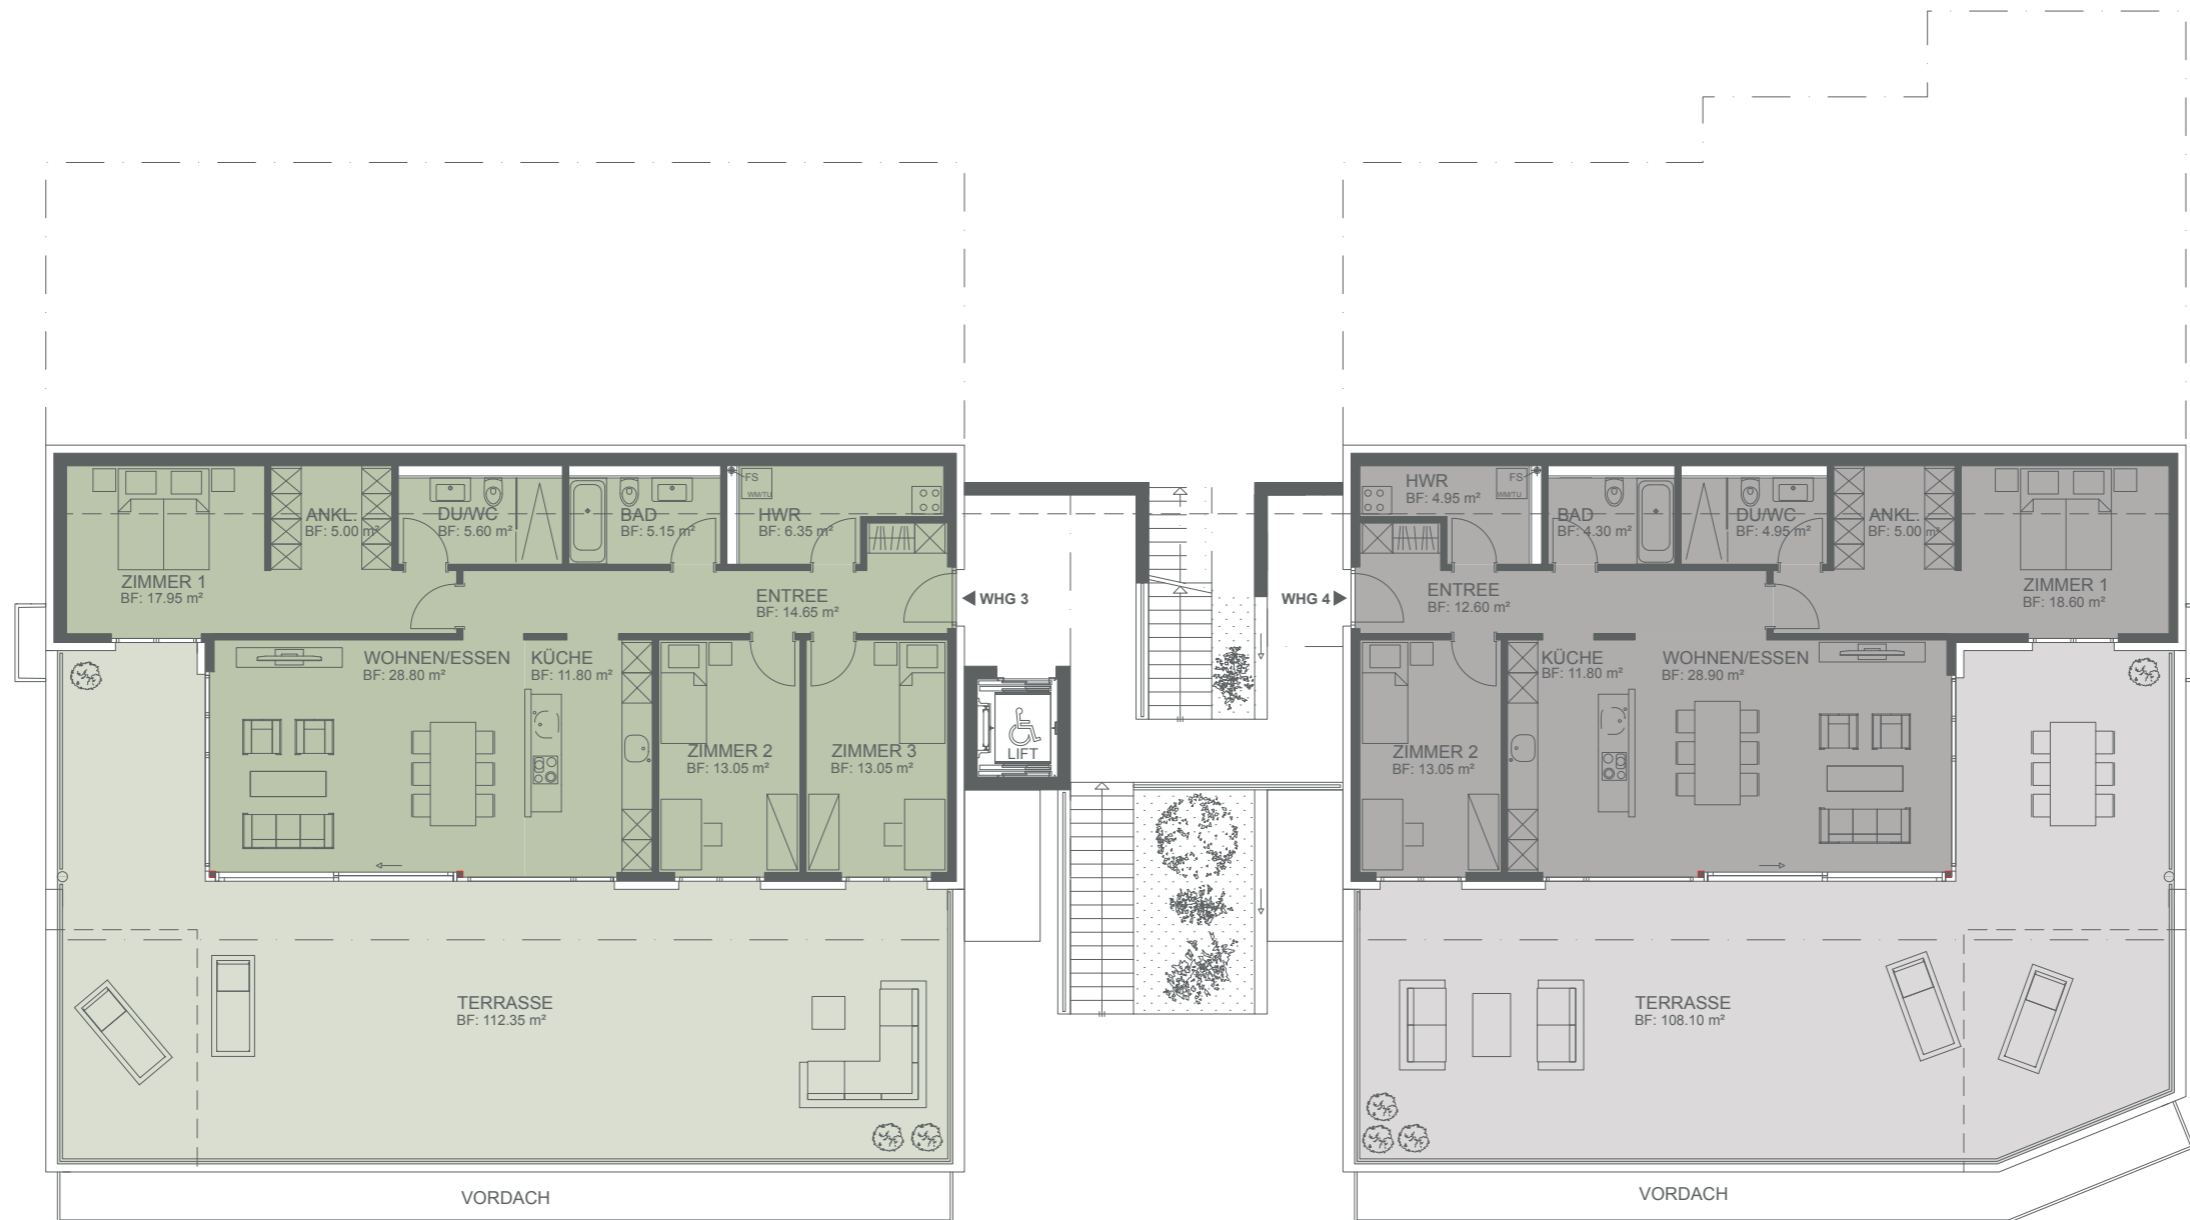 ZIMMER 1
BF: 17.95 m²
ANKL.
BF: 5.00 m²
DU/WC
BF: 5.60 m²
BAD
BF: 5.15 m²
FS
WM/TU
HWR
BF: 6.35 m²
ENTREE
BF: 14.65 m²
WHG 3
WOHNEN/ESSEN
BF: 28.80 m²
KÜCHE
BF: 11.80 m²
ZIMMER 2
BF: 13.05 m²
ZIMMER 3
BF: 13.05 m²
LIFT
TERRASSE
BF: 112.35 m²
VORDACH
WHG 4
HWR
BF: 4.95 m²
FS
WM/TU
BAD
BF: 4.30 m²
DU/WC
BF: 4.95 m²
ANKL.
BF: 5.00 m²
ZIMMER 1
BF: 18.60 m²
ENTREE
BF: 12.60 m²
KÜCHE
BF: 11.80 m²
WOHNEN/ESSEN
BF: 28.90 m²
ZIMMER 2
BF: 13.05 m²
TERRASSE
BF: 108.10 m²
VORDACH